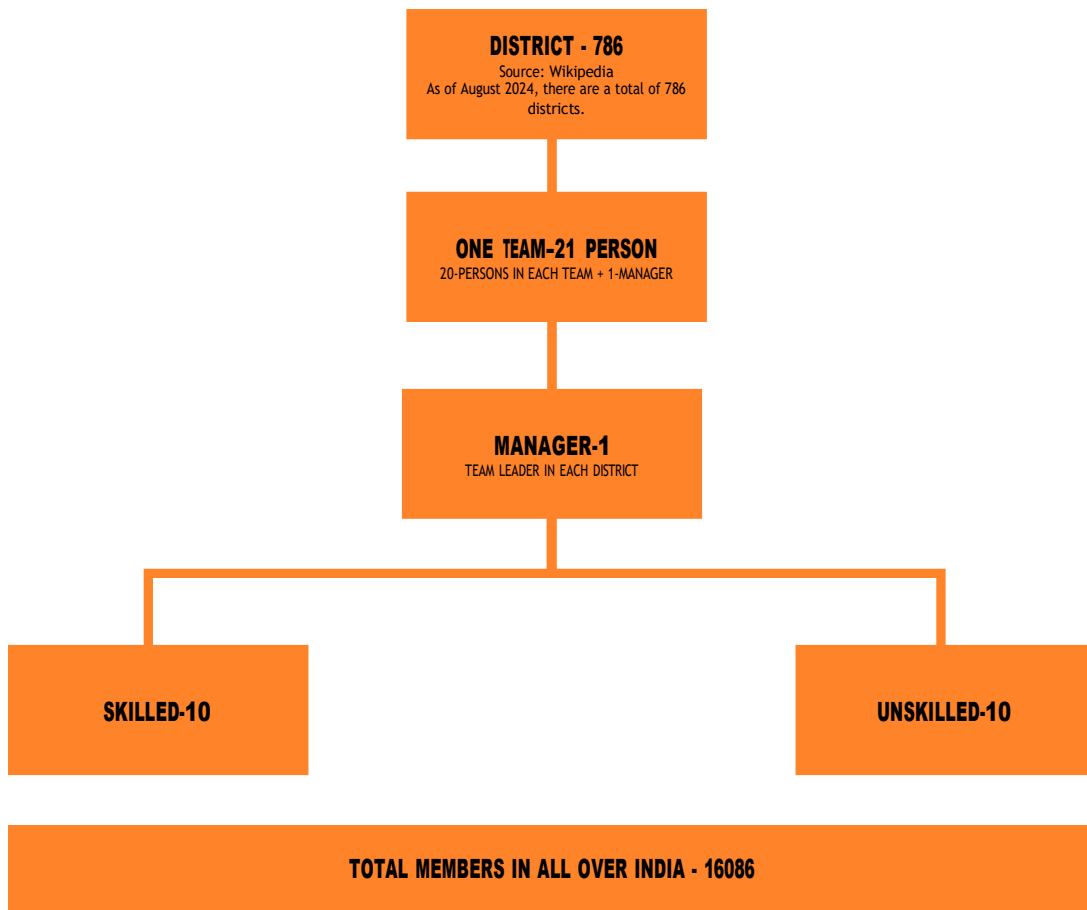 DISTRICT - 786
Source: Wikipedia
As of August 2024, there are a total of 786
districts.
ONE TEAM-21 PERSON
20-PERSONS IN EACH TEAM + 1-MANAGER
MANAGER-1
TEAM LEADER IN EACH DISTRICT
SKILLED-10
UNSKILLED-10
TOTAL MEMBERS IN ALL OVER INDIA - 16086